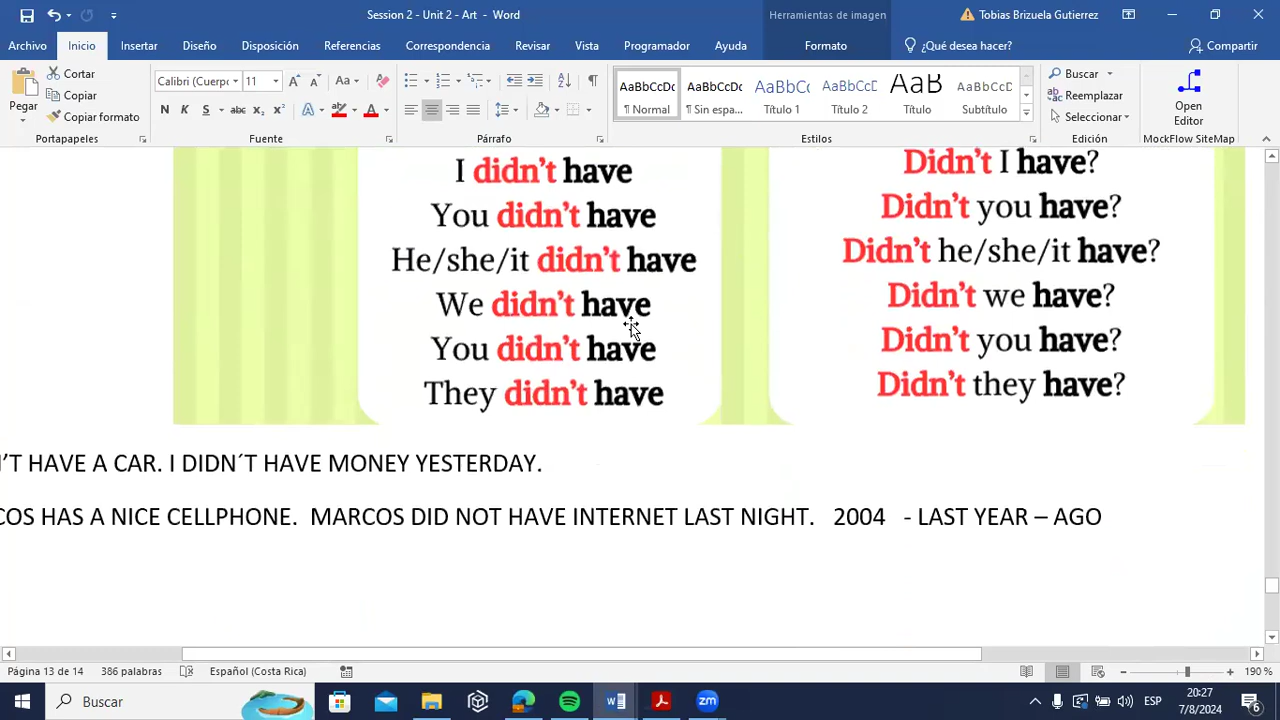 Session 2 - Unit 2 - Art - Word
Herramientas de imagen
Tobias Brizuela Gutierrez
Archivo Inicio Insertar Diseño Disposición Referencias Correspondencia Revisar Vista Programador Ayuda Formato ¿Qué desea hacer? Compartir
Pegar
Cortar
Copiar
Copiar formato
Portapapeles
Calibri (Cuerpo 11
N K S abc x₂ x²
Fuente
Párrafo
AaBbCcDc AaBbCcDc AaBbCc AaBbCcD AaB AaBbCcD
¶ Normal ¶ Sin espa... Título 1 Título 2 Título Subtítulo
Estilos
Buscar
Reemplazar
Seleccionar
Edición
Open Editor
MockFlow SiteMap
I didn't have
You didn't have
He/she/it didn't have
We didn't have
You didn't have
They didn't have
Didn't I have?
Didn't you have?
Didn't he/she/it have?
Didn't we have?
Didn't you have?
Didn't they have?
'T HAVE A CAR. I DIDN´T HAVE MONEY YESTERDAY.
COS HAS A NICE CELLPHONE. MARCOS DID NOT HAVE INTERNET LAST NIGHT. 2004 - LAST YEAR – AGO
Página 13 de 14 386 palabras Español (Costa Rica) 190 %
Buscar
ESP
20:27
7/8/2024
6